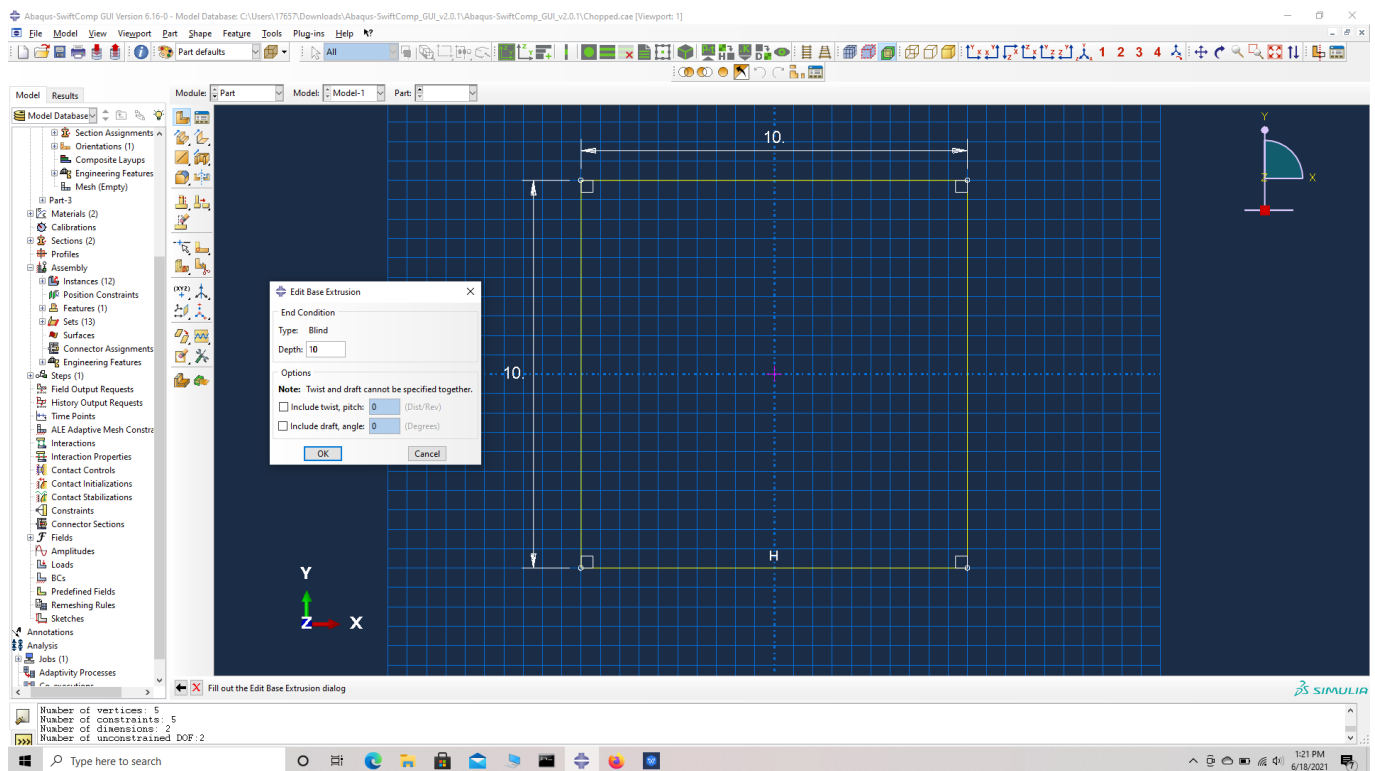 Abaqus-SwiftComp GUI Version 6.16-0 - Model Database: C:\Users\17657\Downloads\Abaqus-SwiftComp_GUI_v2.0.1\Abaqus-SwiftComp_GUI_v2.0.1\Chopped.cae [Viewport: 1]
File Model View Viewport Part Shape Feature Tools Plug-ins Help
Part defaults All 1 2 3 4
Model Results Module: Part Model: Model-1 Part:
Model Database
Section Assignments
Orientations (1)
Composite Layups
Engineering Features
Mesh (Empty)
Part-3
Materials (2)
Calibrations
Sections (2)
Profiles
Assembly
Instances (12)
Position Constraints
Features (1)
Sets (13)
Surfaces
Connector Assignments
Engineering Features
Steps (1)
Field Output Requests
History Output Requests
Time Points
ALE Adaptive Mesh Constra
Interactions
Interaction Properties
Contact Controls
Contact Initializations
Contact Stabilizations
Constraints
Connector Sections
Fields
Amplitudes
Loads
BCs
Predefined Fields
Remeshing Rules
Sketches
Annotations
Analysis
Jobs (1)
Adaptivity Processes
(XYZ)
10.
10.
H
Y
Z X
Y
Z X
Edit Base Extrusion
End Condition
Type: Blind
Depth: 10
Options
Note: Twist and draft cannot be specified together.
Include twist, pitch: 0 (Dist/Rev)
Include draft, angle: 0 (Degrees)
OK Cancel
Fill out the Edit Base Extrusion dialog
SIMULIA
Number of vertices: 5
Number of constraints: 5
Number of dimensions: 2
Number of unconstrained DOF:2
Type here to search
1:21 PM
6/18/2021